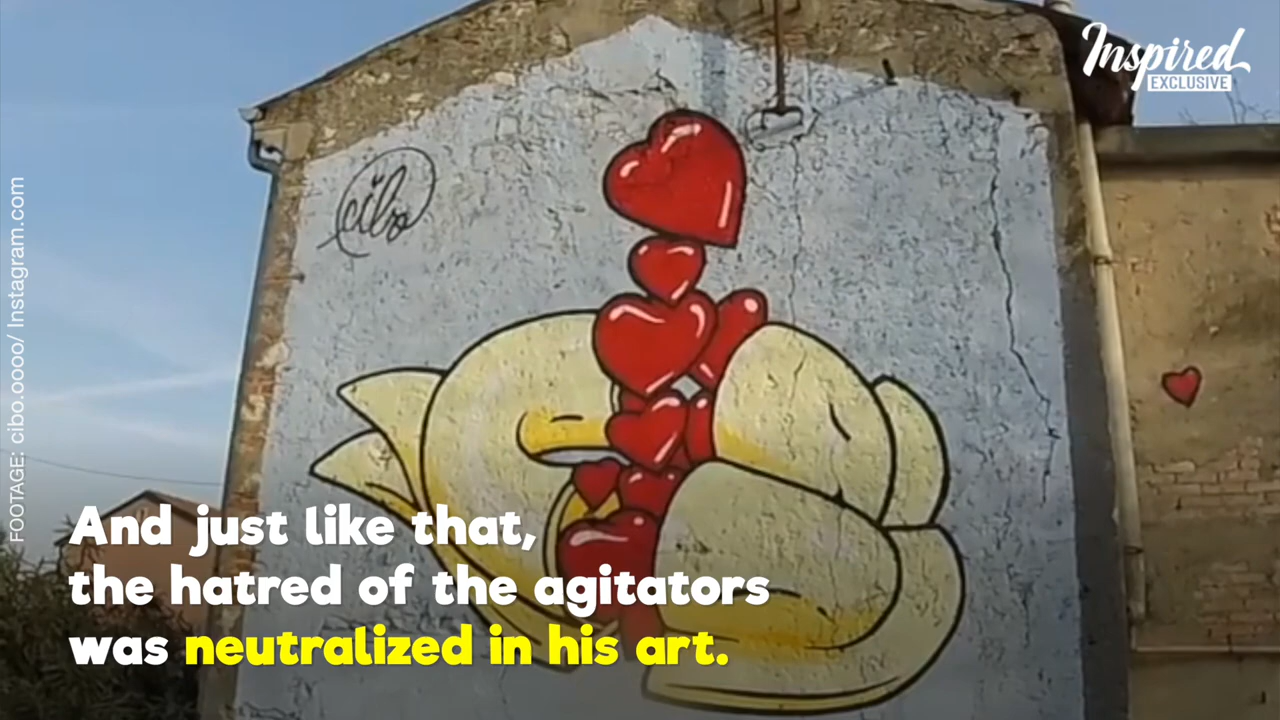 Inspired
EXCLUSIVE
cibo
FOOTAGE: cibo.oooo/ Instagram.com
And just like that,
the hatred of the agitators
was neutralized in his art.